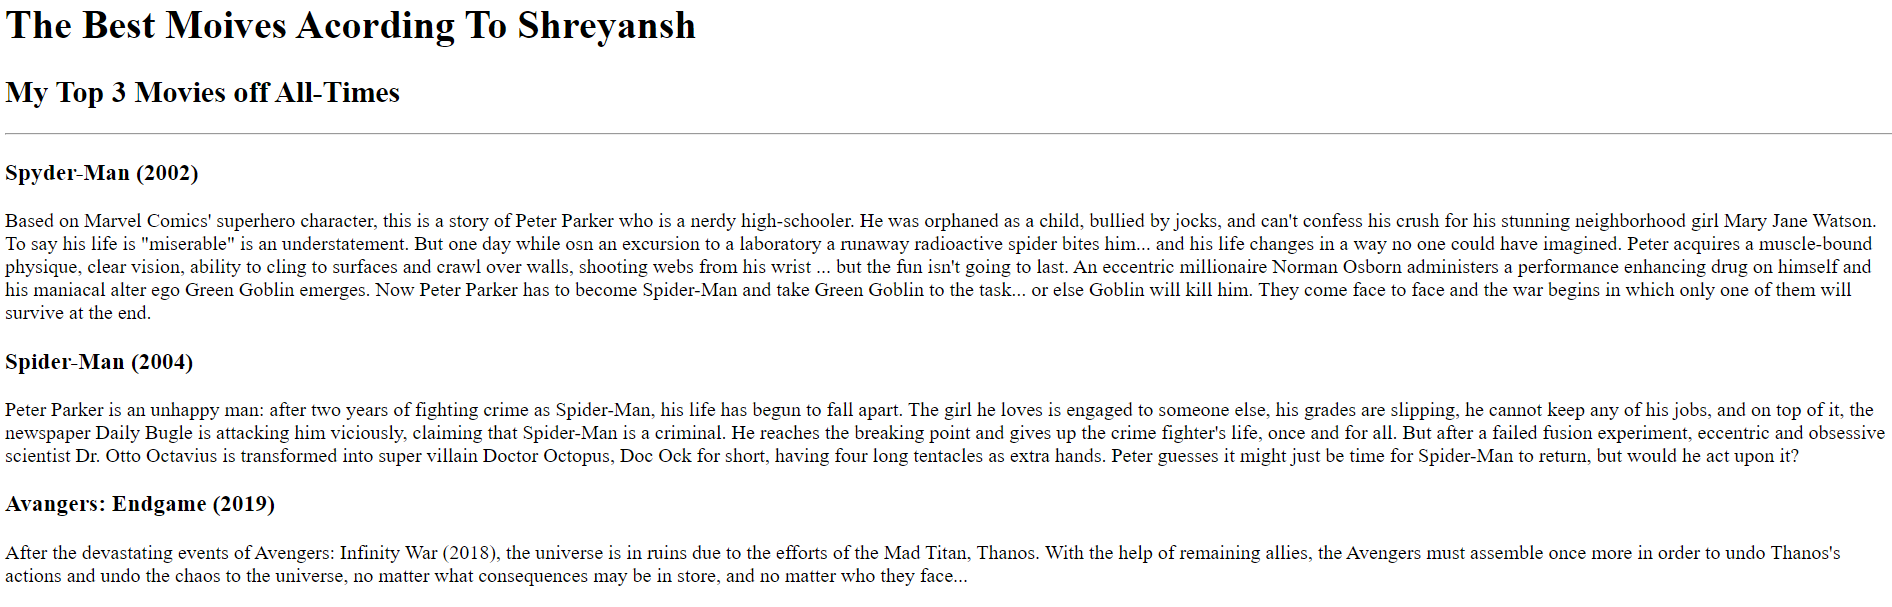 The Best Moives Acording To Shreyansh
My Top 3 Movies off All-Times
Spyder-Man (2002)
Based on Marvel Comics' superhero character, this is a story of Peter Parker who is a nerdy high-schooler. He was orphaned as a child, bullied by jocks, and can't confess his crush for his stunning neighborhood girl Mary Jane Watson.
To say his life is "miserable" is an understatement. But one day while osn an excursion to a laboratory a runaway radioactive spider bites him... and his life changes in a way no one could have imagined. Peter acquires a muscle-bound
physique, clear vision, ability to cling to surfaces and crawl over walls, shooting webs from his wrist ... but the fun isn't going to last. An eccentric millionaire Norman Osborn administers a performance enhancing drug on himself and
his maniacal alter ego Green Goblin emerges. Now Peter Parker has to become Spider-Man and take Green Goblin to the task... or else Goblin will kill him. They come face to face and the war begins in which only one of them will
survive at the end.
Spider-Man (2004)
Peter Parker is an unhappy man: after two years of fighting crime as Spider-Man, his life has begun to fall apart. The girl he loves is engaged to someone else, his grades are slipping, he cannot keep any of his jobs, and on top of it, the
newspaper Daily Bugle is attacking him viciously, claiming that Spider-Man is a criminal. He reaches the breaking point and gives up the crime fighter's life, once and for all. But after a failed fusion experiment, eccentric and obsessive
scientist Dr. Otto Octavius is transformed into super villain Doctor Octopus, Doc Ock for short, having four long tentacles as extra hands. Peter guesses it might just be time for Spider-Man to return, but would he act upon it?
Avangers: Endgame (2019)
After the devastating events of Avengers: Infinity War (2018), the universe is in ruins due to the efforts of the Mad Titan, Thanos. With the help of remaining allies, the Avengers must assemble once more in order to undo Thanos's
actions and undo the chaos to the universe, no matter what consequences may be in store, and no matter who they face...